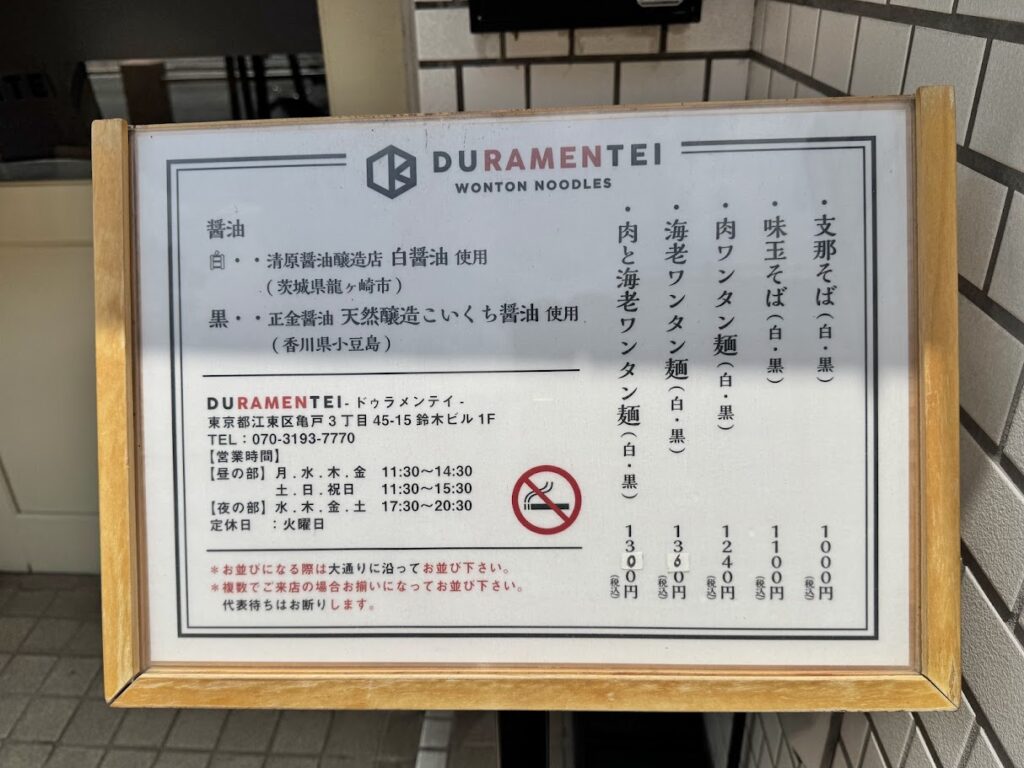 DURAMENTEI
WONTON NOODLES
醤油
白・・清原醤油醸造店 白醤油 使用
(茨城県龍ヶ崎市)
黒・・正金醤油 天然醸造こいくち醤油 使用
(香川県小豆島)
DURAMENTEI-ドゥラメンテイ-
東京都江東区亀戸3丁目45-15 鈴木ビル1F
TEL:070-3193-7770
【営業時間】
【昼の部】月.水.木.金 11:30〜14:30
土.日.祝日 11:30〜15:30
【夜の部】水.木.金.土 17:30〜20:30
定休日 :火曜日
*お並びになる際は大通りに沿ってお並び下さい。
*複数でご来店の場合お揃いになってお並び下さい。
代表待ちはお断りします。
・支那そば(白・黒) 1000円(税込)
・味玉そば(白・黒) 1100円(税込)
・肉ワンタン麺(白・黒) 1240円(税込)
・海老ワンタン麺(白・黒) 1360円(税込)
・肉と海老ワンタン麺(白・黒) 1300円(税込)